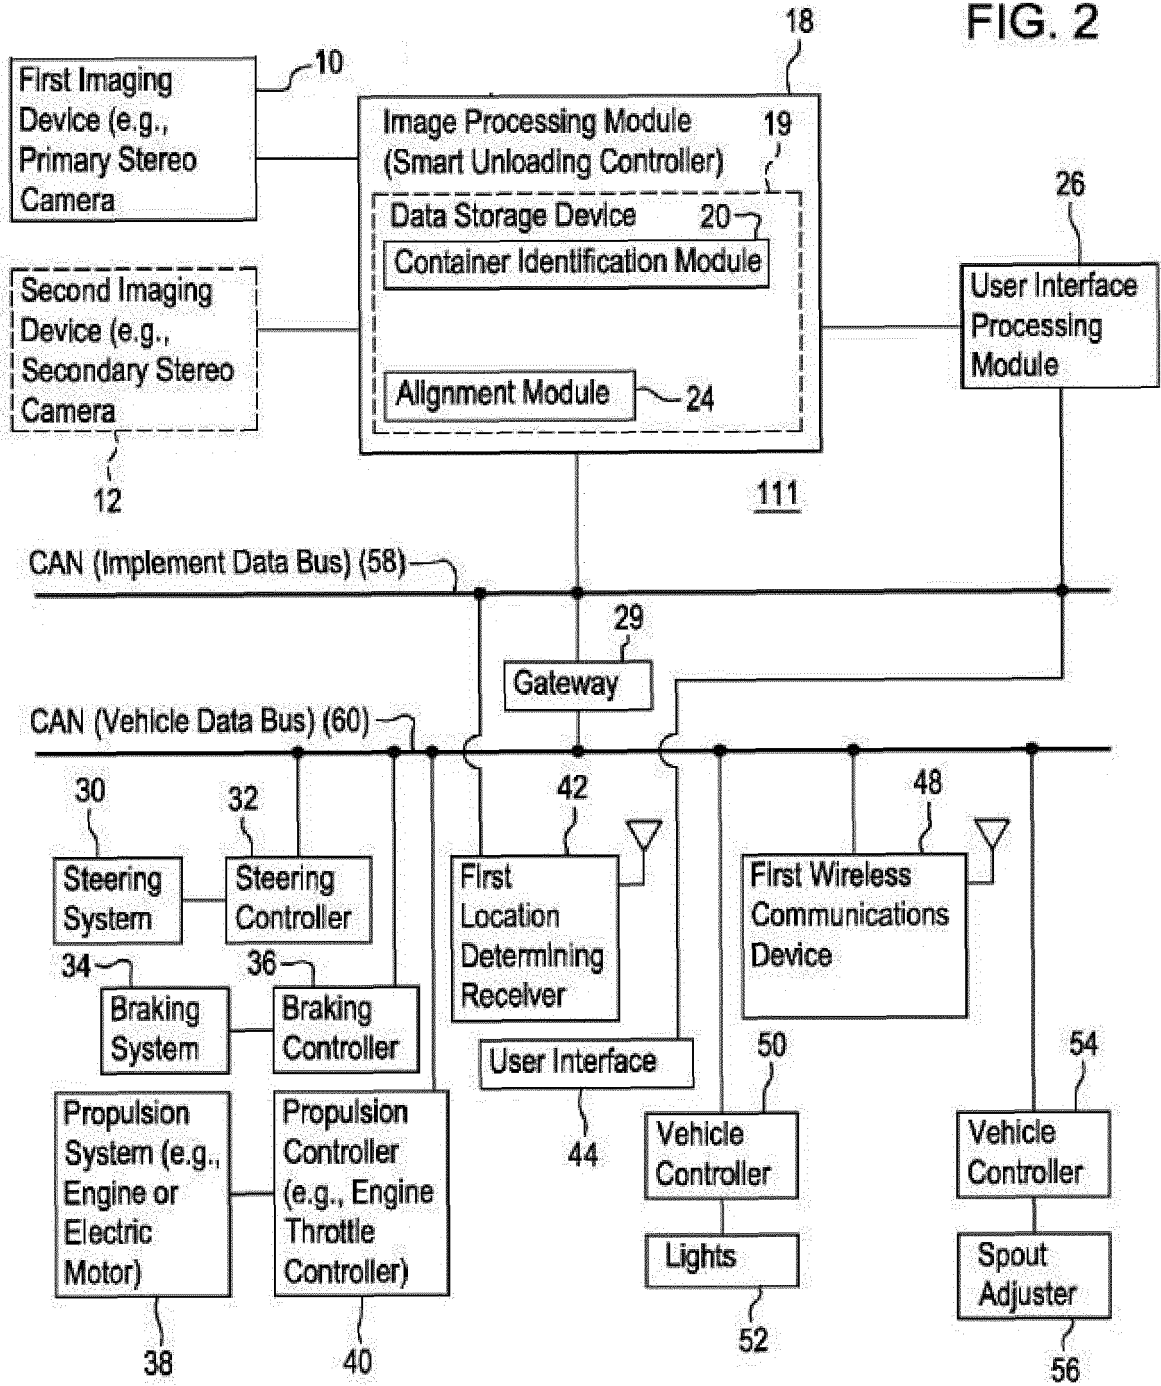 FIG. 2
18
10
First Imaging
Device (e.g.,
Primary Stereo
Camera
Image Processing Module
(Smart Unloading Controller)
19
Data Storage Device
20
Container Identification Module
Alignment Module
24
26
User Interface
Processing
Module
Second Imaging
Device (e.g.,
Secondary Stereo
Camera
12
111
CAN (Implement Data Bus) (58)
29
Gateway
CAN (Vehicle Data Bus) (60)
30
Steering
System
32
Steering
Controller
34
Braking
System
36
Braking
Controller
Propulsion
System (e.g.,
Engine or
Electric
Motor)
38
Propulsion
Controller
(e.g., Engine
Throttle
Controller)
40
42
First
Location
Determining
Receiver
User Interface
44
48
First Wireless
Communications
Device
50
Vehicle
Controller
Lights
52
54
Vehicle
Controller
Spout
Adjuster
56